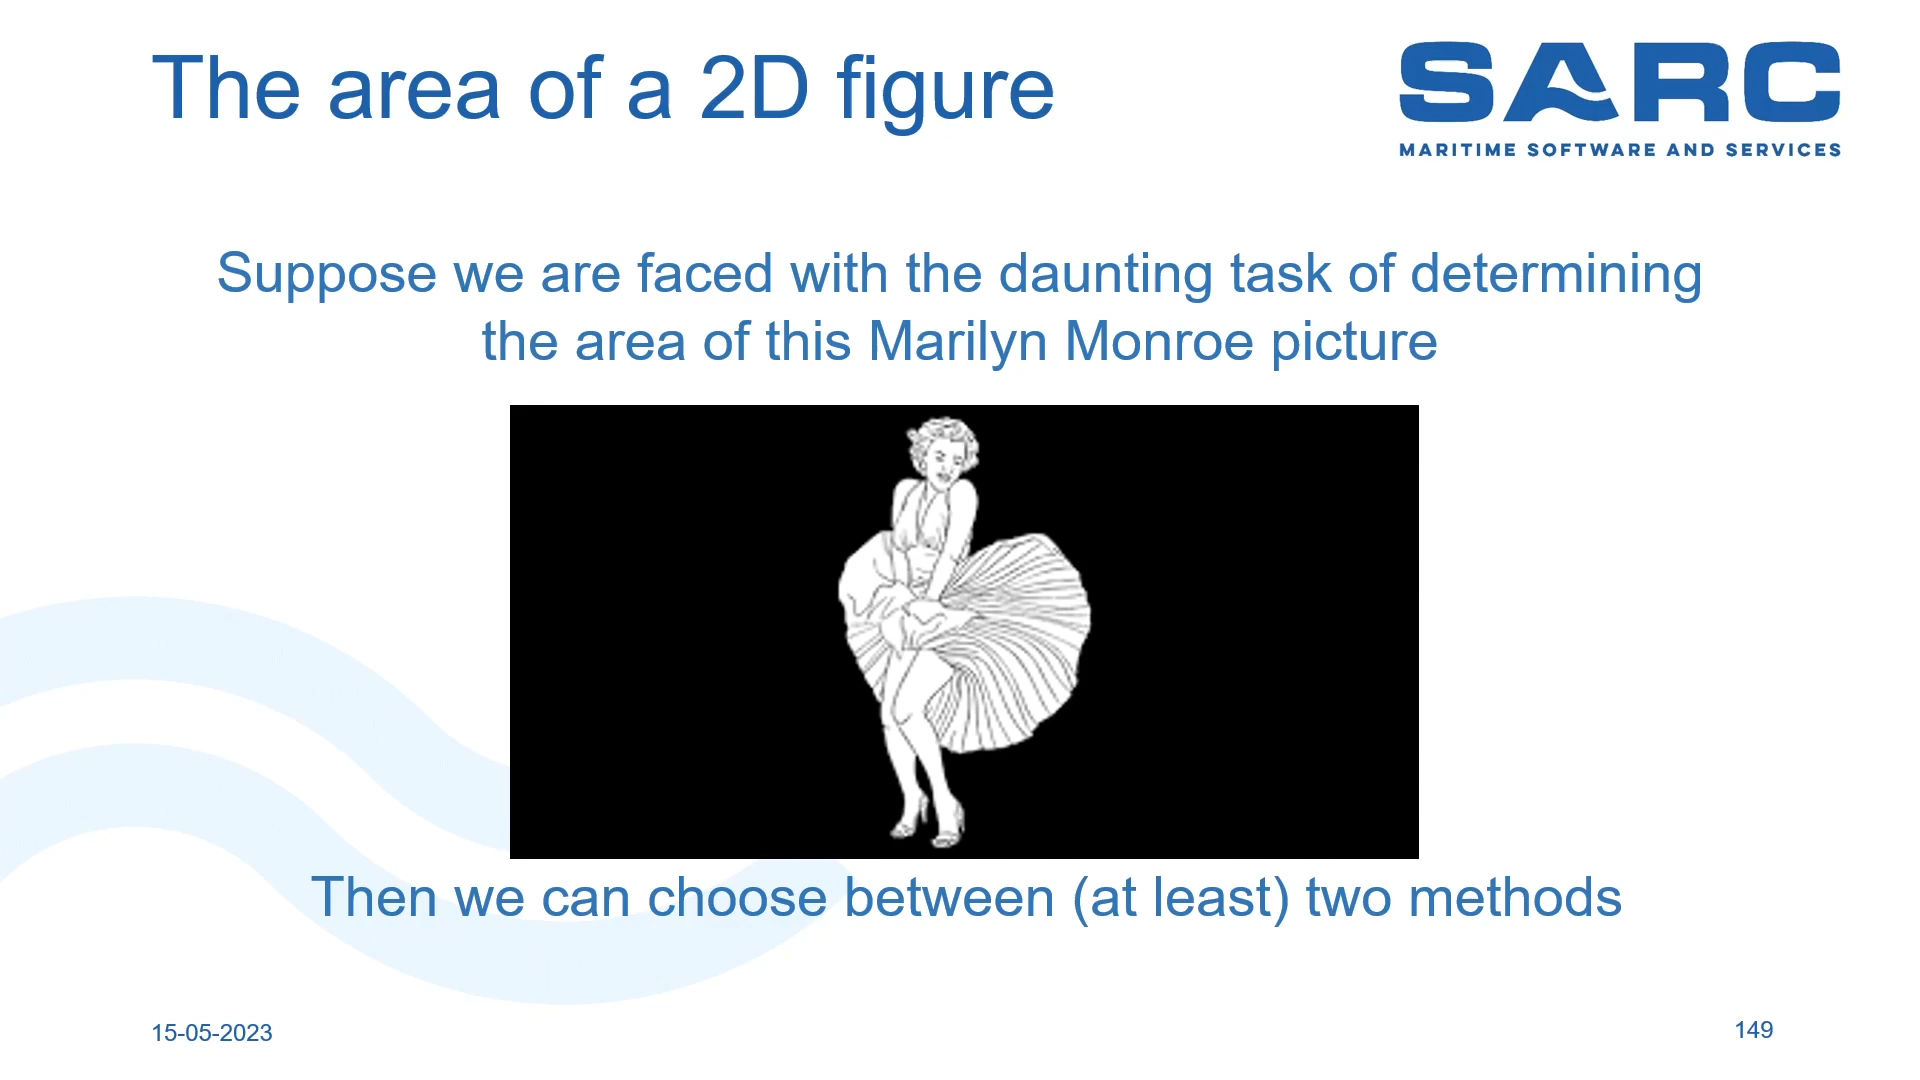 The area of a 2D figure
SARC
MARITIME SOFTWARE AND SERVICES
Suppose we are faced with the daunting task of determining
the area of this Marilyn Monroe picture
Then we can choose between (at least) two methods
15-05-2023
149